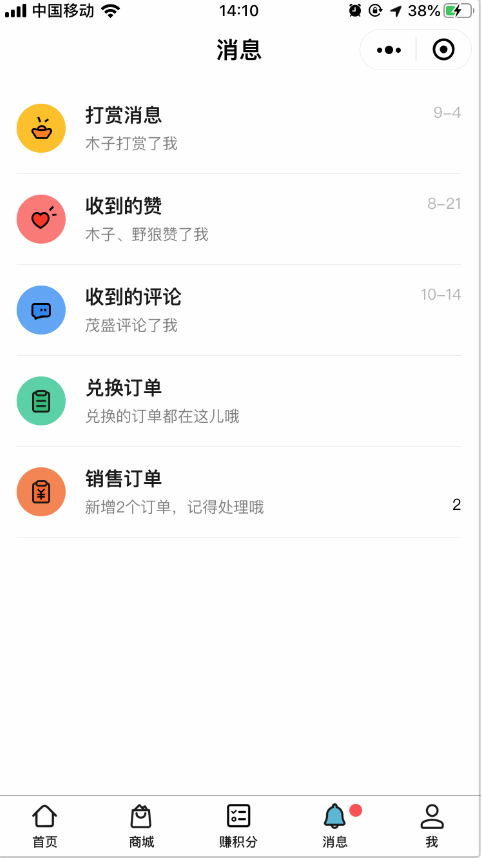 中国移动 14:10 38%
消息
打赏消息 9-4
木子打赏了我
收到的赞 8-21
木子、野狼赞了我
收到的评论 10-14
茂盛评论了我
兑换订单
兑换的订单都在这儿哦
销售订单
新增2个订单，记得处理哦 2
首页 商城 赚积分 消息 我